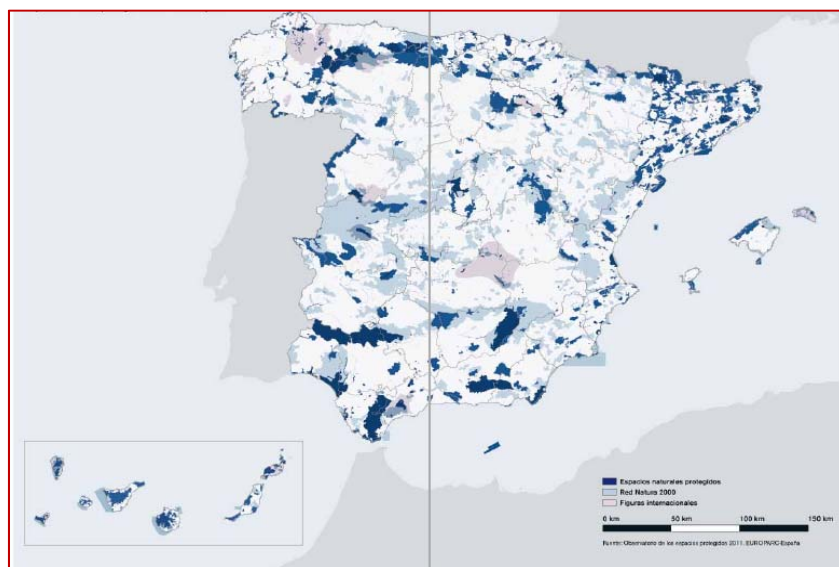 Espacios naturales protegidos
Red Natura 2000
Figuras internacionales
0 km 50 km 100 km 150 km
Fuente: Observatorio de los espacios protegidos 2011. EUROPARC-España